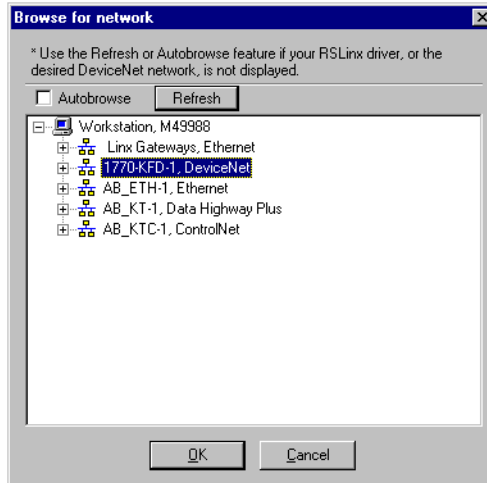 Browse for network
* Use the Refresh or Autobrowse feature if your RSLinx driver, or the
desired DeviceNet network, is not displayed.
Autobrowse Refresh
Workstation, M49988
Linx Gateways, Ethernet
1770-KFD-1, DeviceNet
AB_ETH-1, Ethernet
AB_KT-1, Data Highway Plus
AB_KTC-1, ControlNet
OK Cancel